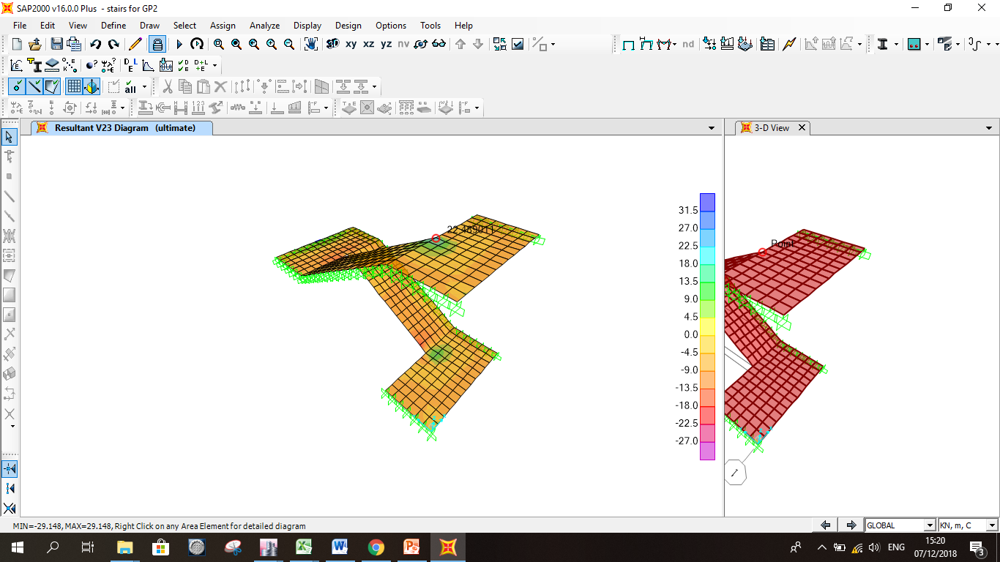 SAP2000 v16.0.0 Plus - stairs for GP2
File Edit View Define Draw Select Assign Analyze Display Design Options Tools Help
3D xy xz yz nv nd
all
Resultant V23 Diagram (ultimate)
3-D View
22.489011
Point
31.5
27.0
22.5
18.0
13.5
9.0
4.5
0.0
-4.5
-9.0
-13.5
-18.0
-22.5
-27.0
MIN=-29.148, MAX=29.148, Right Click on any Area Element for detailed diagram
GLOBAL
KN, m, C
ENG
15:20
07/12/2018
3